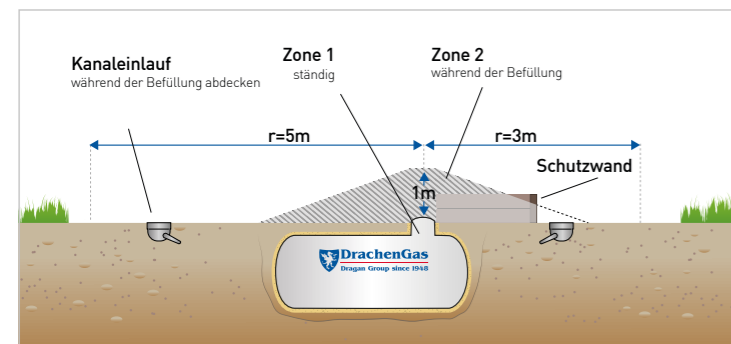 Kanaleinlauf
während der Befüllung abdecken
Zone 1
ständig
Zone 2
während der Befüllung
r=5m
r=3m
Schutzwand
1m
DrachenGas
Dragan Group since 1948